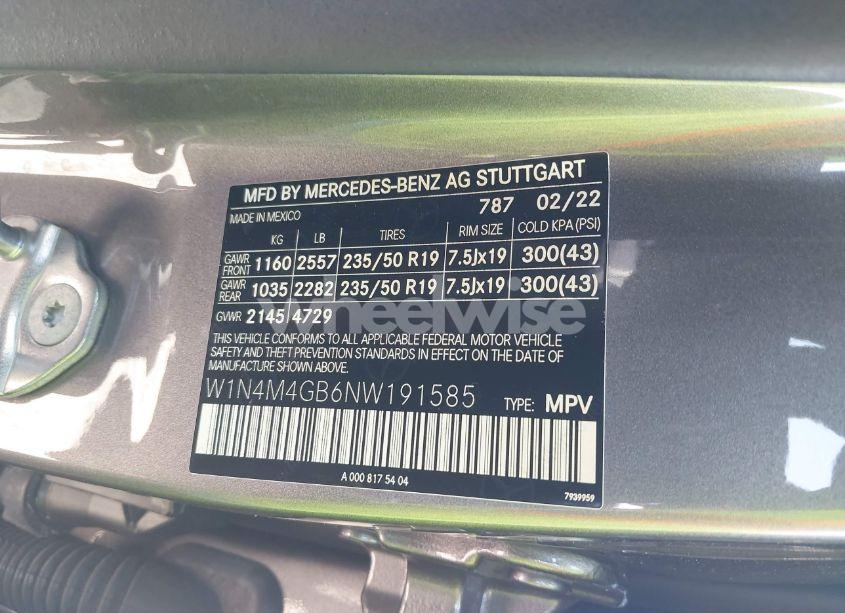 MFD BY MERCEDES-BENZ AG STUTTGART
MADE IN MEXICO 787 02/22
KG LB TIRES RIM SIZE COLD KPA (PSI)
GAWR FRONT 1160 2557 235/50 R19 7.5Jx19 300(43)
GAWR REAR 1035 2282 235/50 R19 7.5Jx19 300(43)
GVWR 2145 4729
Wheelwise
THIS VEHICLE CONFORMS TO ALL APPLICABLE FEDERAL MOTOR VEHICLE
SAFETY AND THEFT PREVENTION STANDARDS IN EFFECT ON THE DATE OF
MANUFACTURE SHOWN ABOVE.
W1N4M4GB6NW191585 TYPE: MPV
A 000 817 54 04
7939959